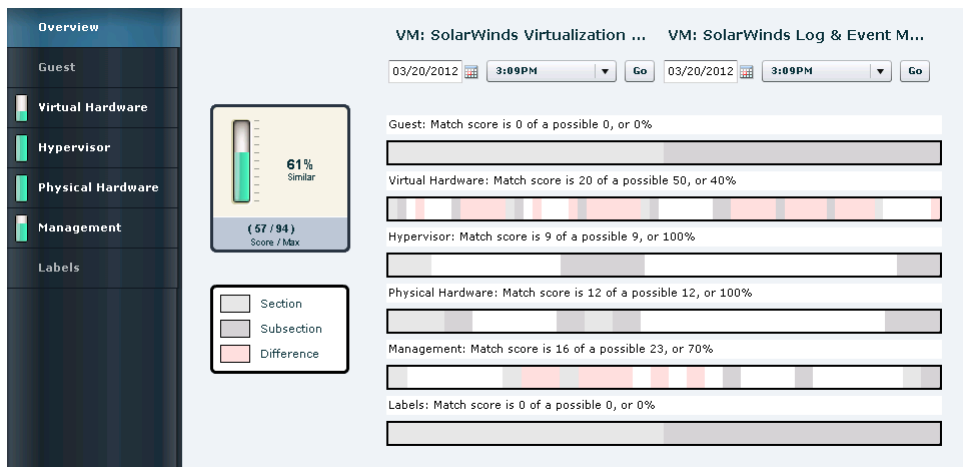 Overview
Guest
Virtual Hardware
Hypervisor
Physical Hardware
Management
Labels
VM: SolarWinds Virtualization ... VM: SolarWinds Log & Event M...
03/20/2012 3:09PM Go 03/20/2012 3:09PM Go
61%
Similar
( 57 / 94 )
Score / Max
Section
Subsection
Difference
Guest: Match score is 0 of a possible 0, or 0%
Virtual Hardware: Match score is 20 of a possible 50, or 40%
Hypervisor: Match score is 9 of a possible 9, or 100%
Physical Hardware: Match score is 12 of a possible 12, or 100%
Management: Match score is 16 of a possible 23, or 70%
Labels: Match score is 0 of a possible 0, or 0%